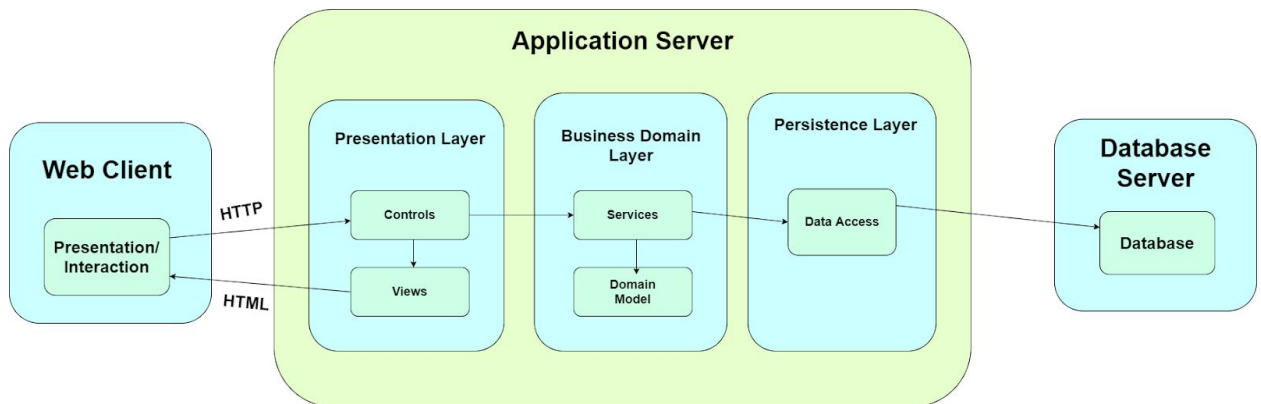 Application Server
Web Client
Presentation/
Interaction
HTTP
HTML
Presentation Layer
Controls
Views
Business Domain
Layer
Services
Domain
Model
Persistence Layer
Data Access
Database
Server
Database